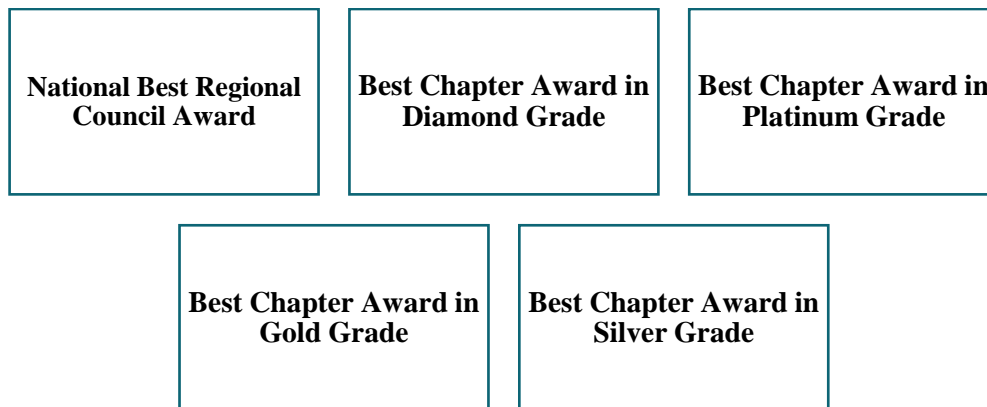 National Best Regional
Council Award
Best Chapter Award in
Diamond Grade
Best Chapter Award in
Platinum Grade
Best Chapter Award in
Gold Grade
Best Chapter Award in
Silver Grade